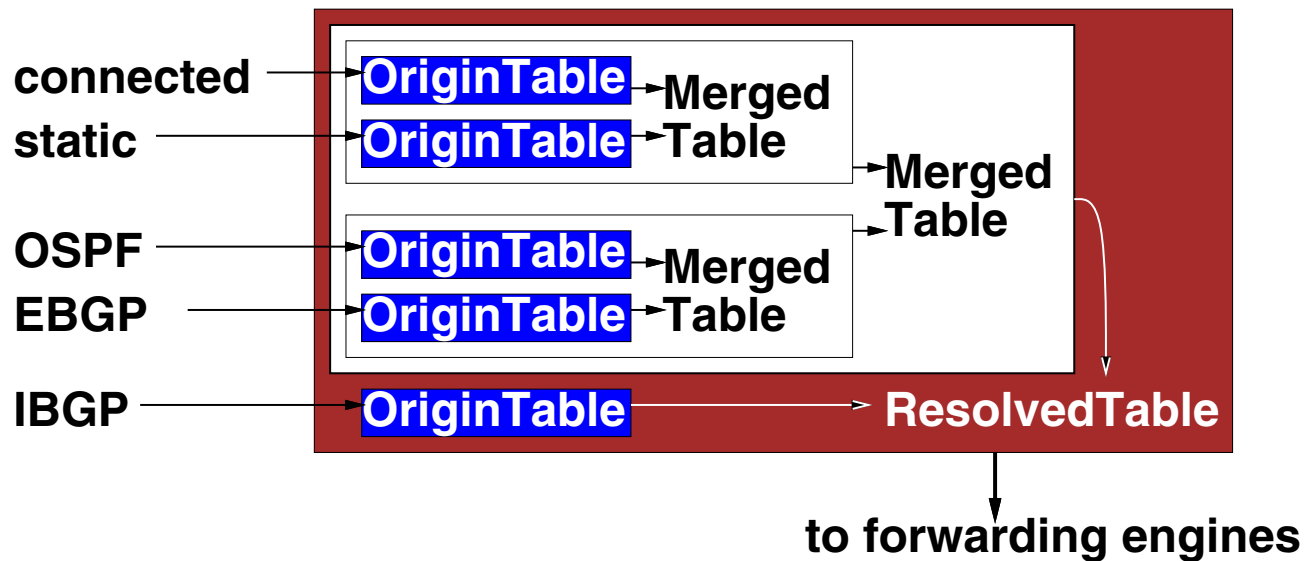 connected
OriginTable
Merged
Table
static
OriginTable
Merged
Table
OSPF
OriginTable
Merged
Table
EBGP
OriginTable
IBGP
OriginTable
ResolvedTable
to forwarding engines